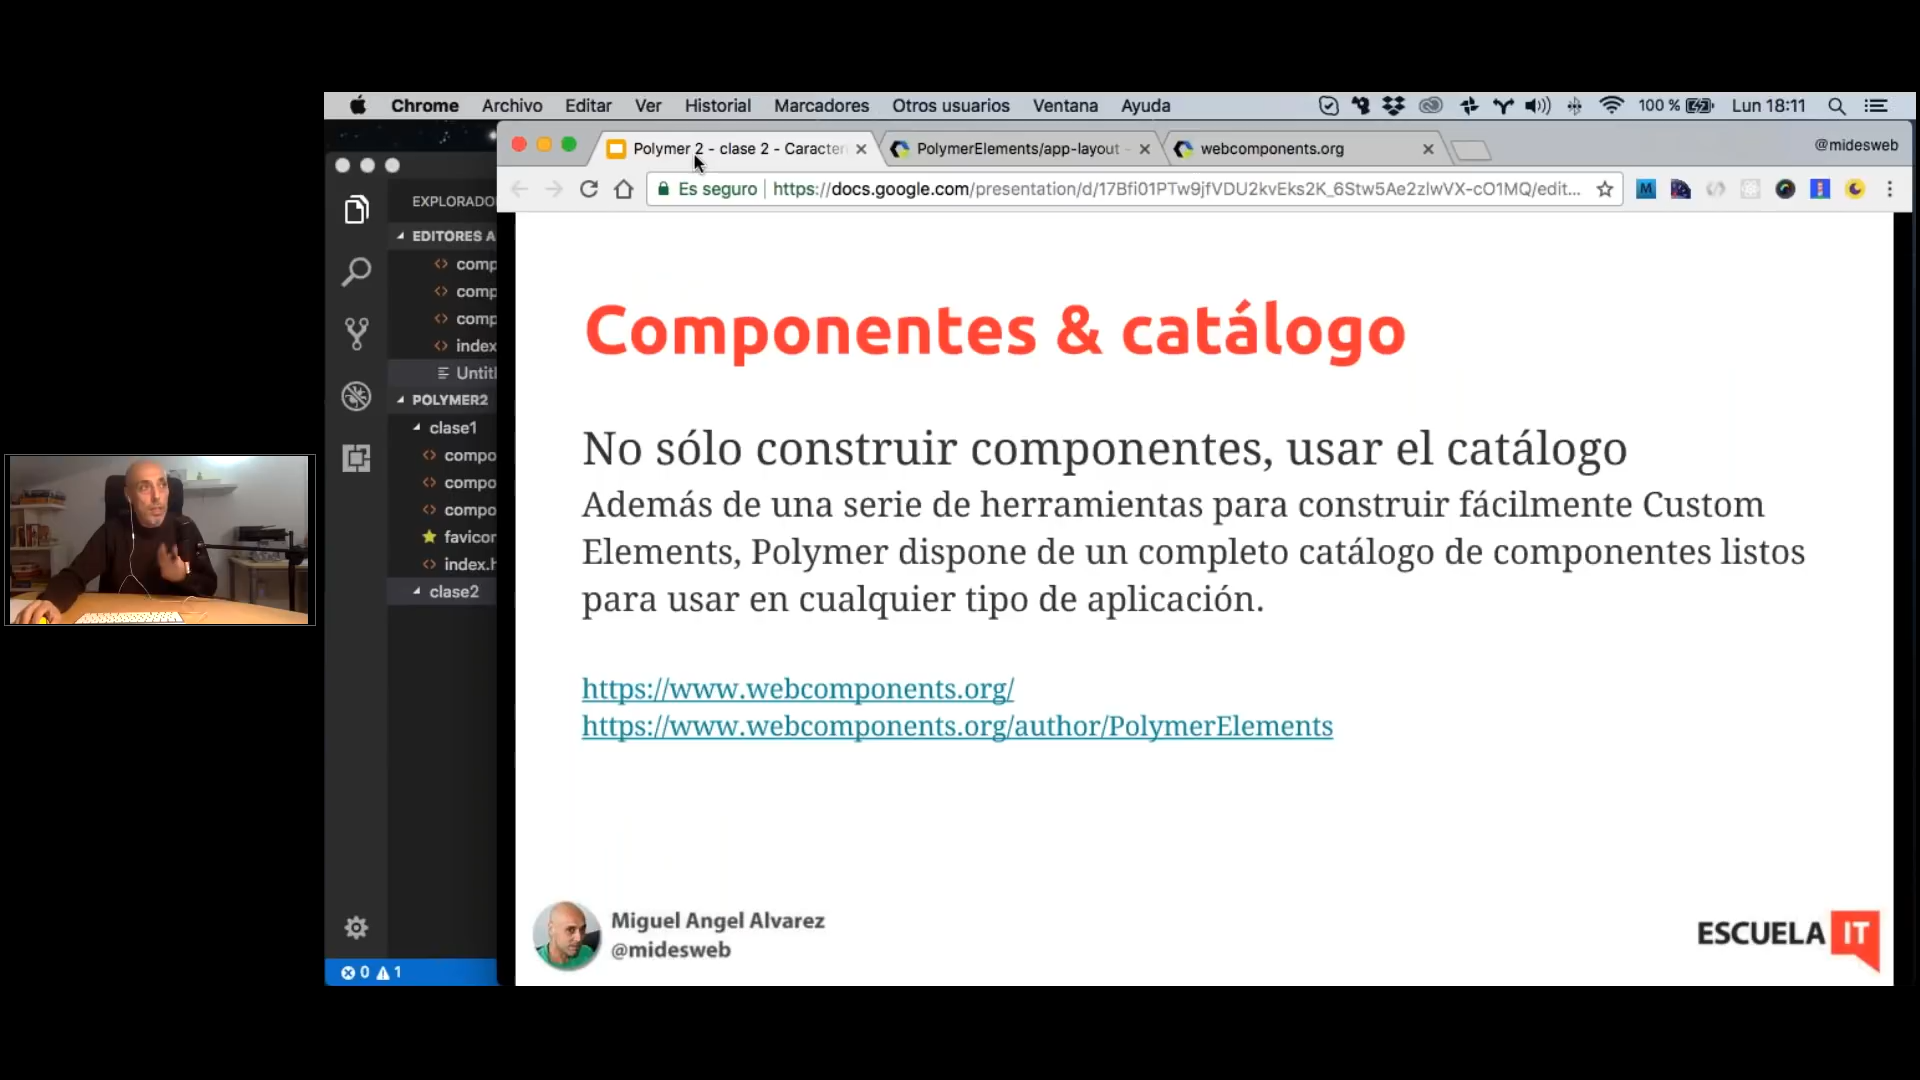 Chrome Archivo Editar Ver Historial Marcadores Otros usuarios Ventana Ayuda 100 % Lun 18:11
Polymer 2 - clase 2 - Caracter
PolymerElements/app-layout -
webcomponents.org
@midesweb
Es seguro https://docs.google.com/presentation/d/17Bfi01PTw9jfVDU2kvEks2K_6Stw5Ae2zlwVX-cO1MQ/edit...
EXPLORADO
EDITORES A
comp
comp
comp
index
Untitl
POLYMER2
clase1
compo
compo
compo
favicor
index.h
clase2
0 1
Componentes & catálogo
No sólo construir componentes, usar el catálogo
Además de una serie de herramientas para construir fácilmente Custom
Elements, Polymer dispone de un completo catálogo de componentes listos
para usar en cualquier tipo de aplicación.
https://www.webcomponents.org/
https://www.webcomponents.org/author/PolymerElements
Miguel Angel Alvarez
@midesweb
ESCUELA IT